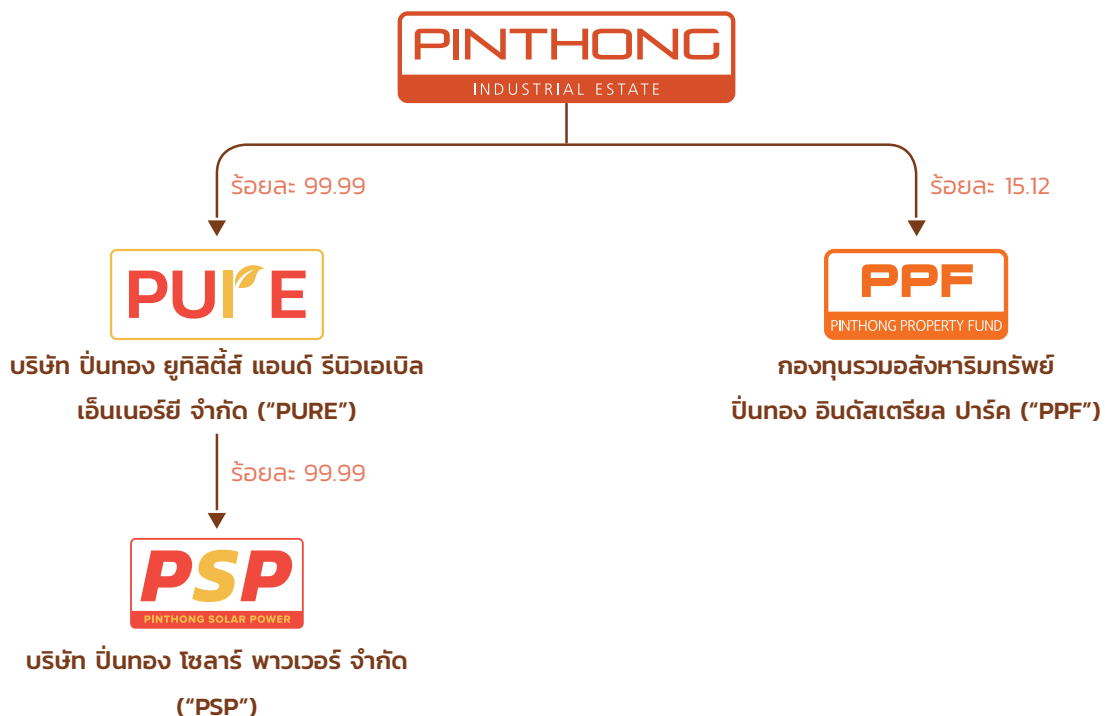 PINTHONG
INDUSTRIAL ESTATE
ร้อยละ 99.99
ร้อยละ 15.12
PURE
PPF
PINTHONG PROPERTY FUND
บริษัท ปิ่นทอง ยูทิลิตี้ส์ แอนด์ รีนิวเอเบิล
เอ็นเนอร์ยี จำกัด (“PURE”)
กองทุนรวมอสังหาริมทรัพย์
ปิ่นทอง อินดัสเตรียล ปาร์ค (“PPF”)
ร้อยละ 99.99
PSP
PINTHONG SOLAR POWER
บริษัท ปิ่นทอง โซลาร์ พาวเวอร์ จำกัด
(“PSP”)